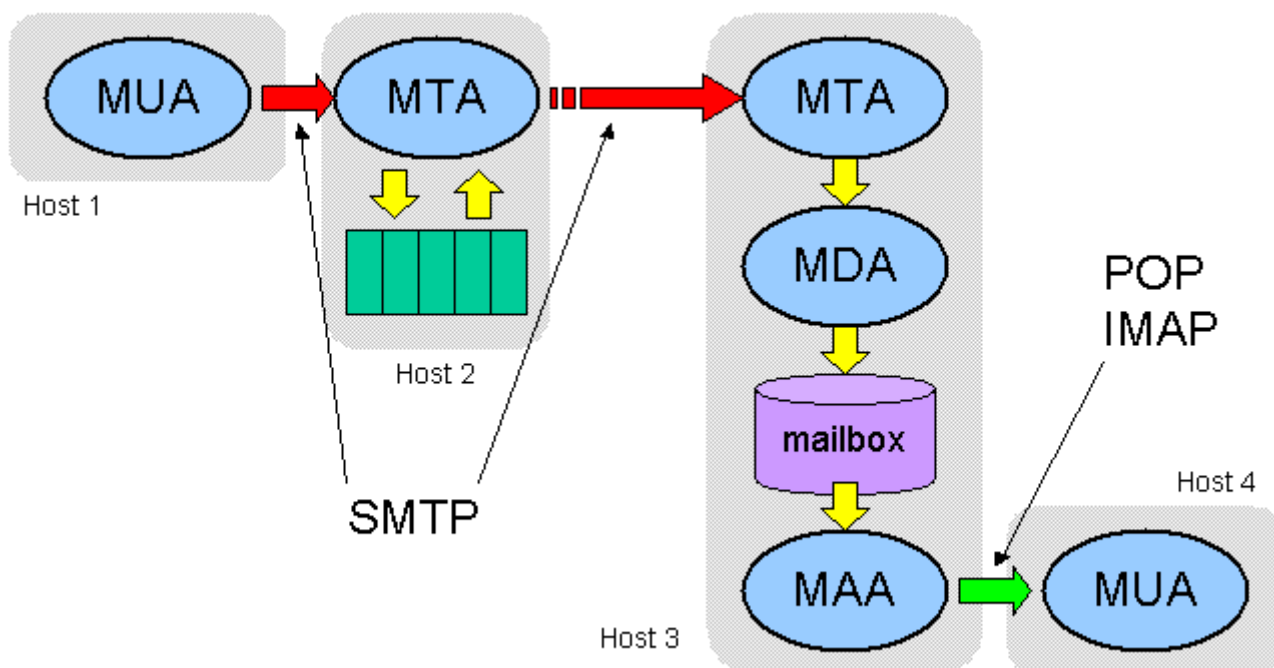 MUA
MTA
MTA
Host 1
MDA
POP
IMAP
Host 2
mailbox
Host 4
SMTP
MAA
MUA
Host 3